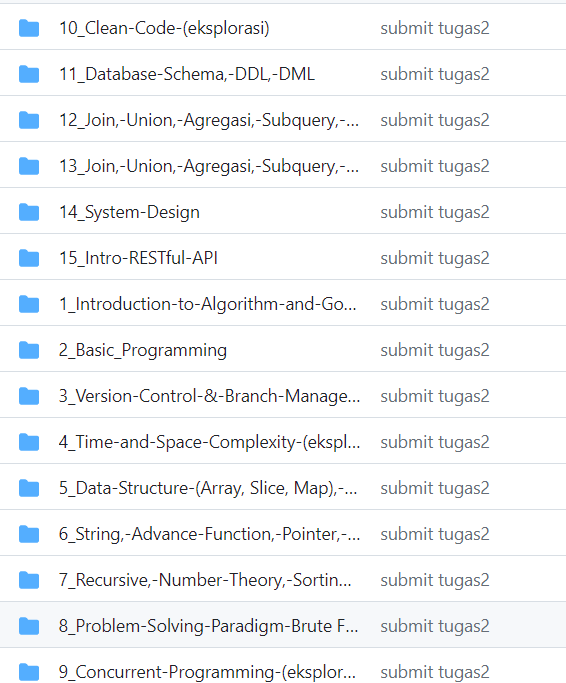 10_Clean-Code-(eksplorasi) submit tugas2
11_Database-Schema,-DDL,-DML submit tugas2
12_Join,-Union,-Agregasi,-Subquery,-... submit tugas2
13_Join,-Union,-Agregasi,-Subquery,-... submit tugas2
14_System-Design submit tugas2
15_Intro-RESTful-API submit tugas2
1_Introduction-to-Algorithm-and-Go... submit tugas2
2_Basic_Programming submit tugas2
3_Version-Control-&-Branch-Manage... submit tugas2
4_Time-and-Space-Complexity-(ekspl... submit tugas2
5_Data-Structure-(Array, Slice, Map),-... submit tugas2
6_String,-Advance-Function,-Pointer,-... submit tugas2
7_Recursive,-Number-Theory,-Sortin... submit tugas2
8_Problem-Solving-Paradigm-Brute F... submit tugas2
9_Concurrent-Programming-(eksplor... submit tugas2